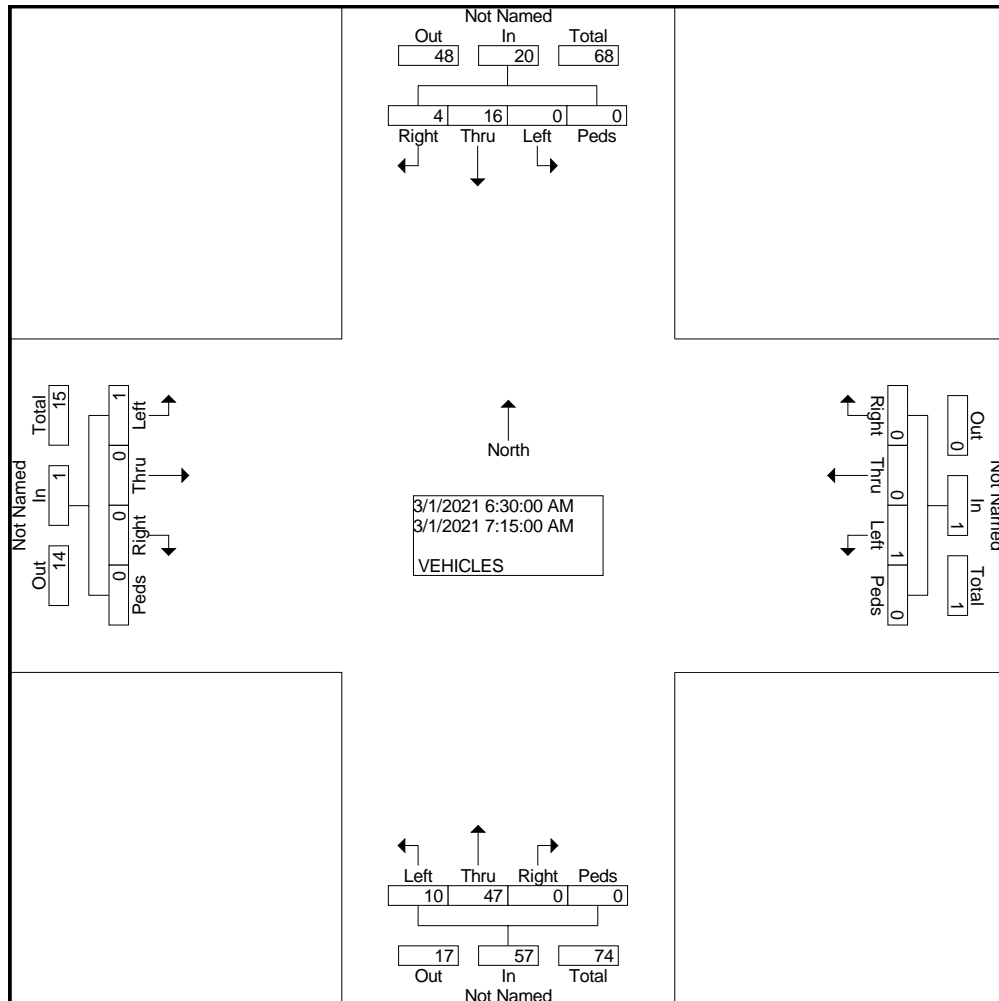 Not Named
Out In Total
48 20 68
4 16 0 0
Right Thru Left Peds
Total In Out
15 1 14
Not Named
1 0 0 0
Left Thru Right Peds
North
3/1/2021 6:30:00 AM
3/1/2021 7:15:00 AM
VEHICLES
Right Thru Left Peds
0 0 1 0
Out In Total
0 1 1
Not Named
Left Thru Right Peds
10 47 0 0
17 57 74
Out In Total
Not Named